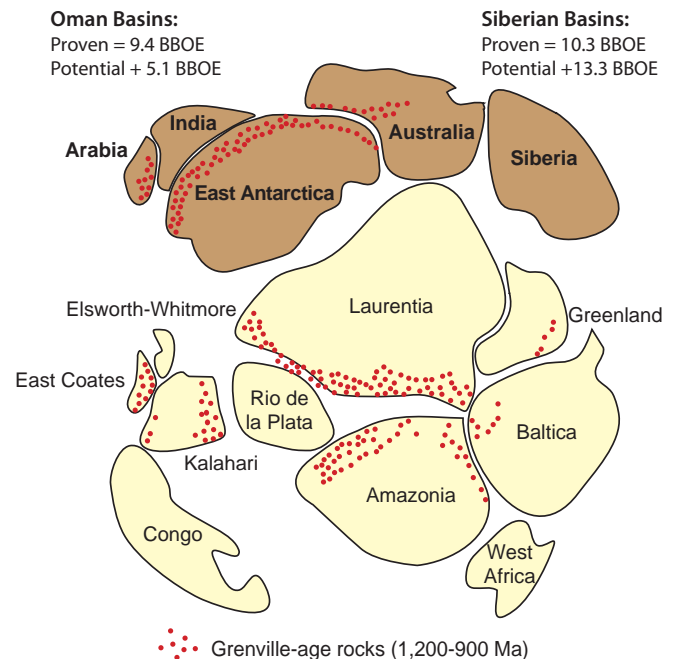 Oman Basins:
Proven = 9.4 BBOE
Potential + 5.1 BBOE
Siberian Basins:
Proven = 10.3 BBOE
Potential +13.3 BBOE
India
Arabia
Australia
East Antarctica
Siberia
Laurentia
Elsworth-Whitmore
Greenland
East Coates
Rio de
la Plata
Baltica
Kalahari
Amazonia
Congo
West
Africa
Grenville-age rocks (1,200-900 Ma)